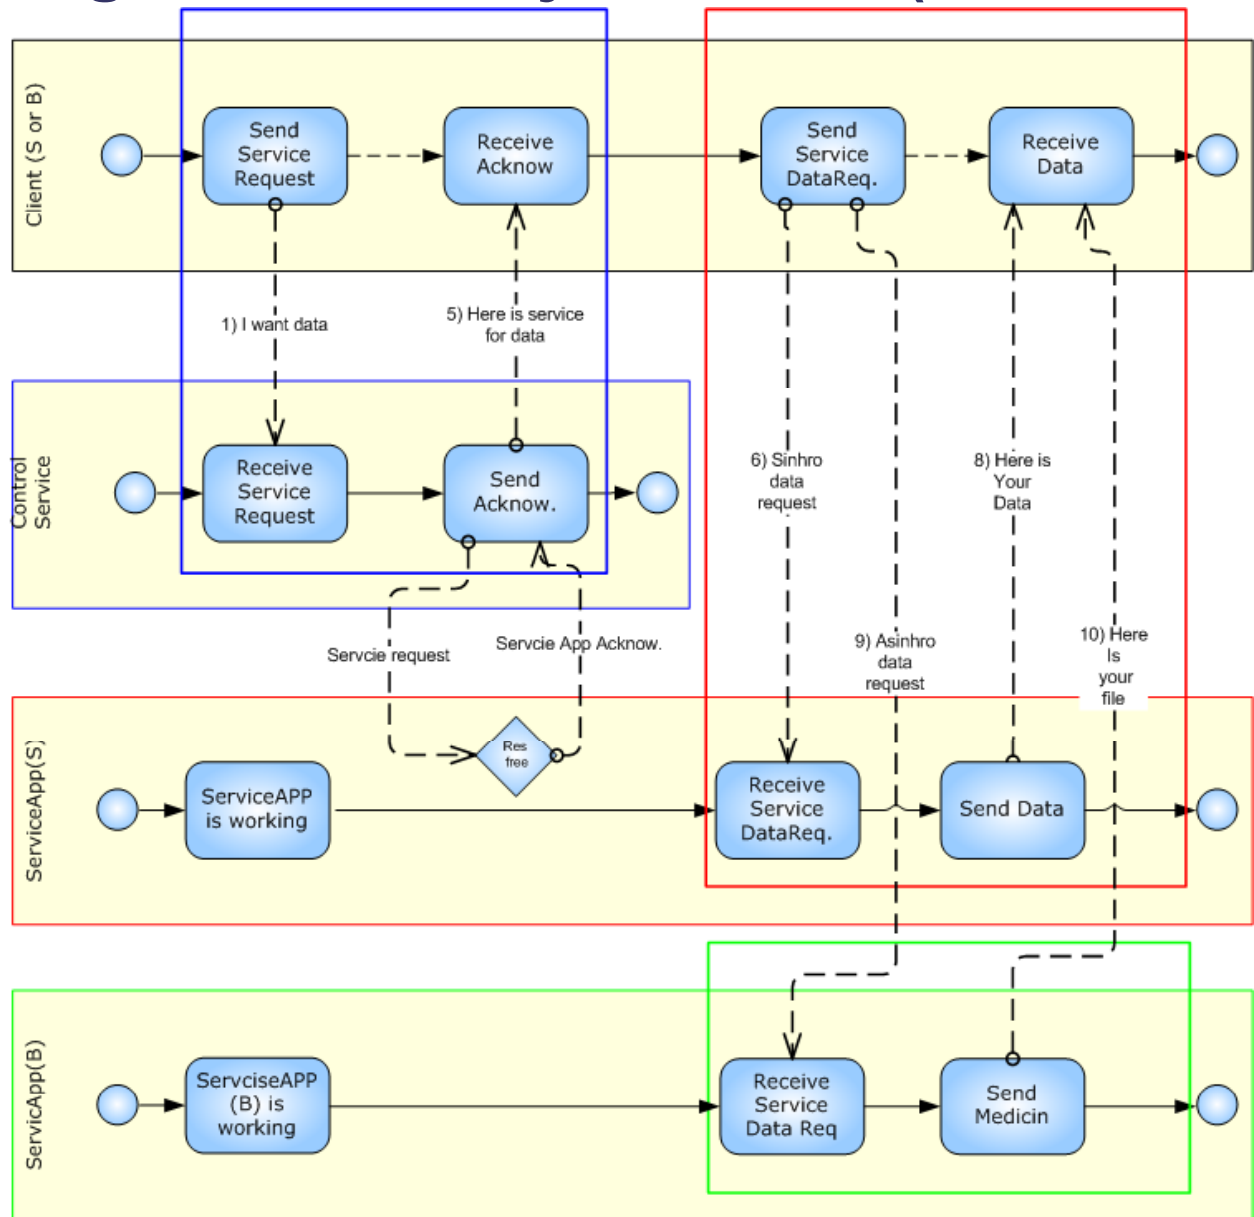 Client (S or B)
Send
Service
Request
Receive
Acknow
Send
Service
DataReq.
Receive
Data
1) I want data
5) Here is service
for data
Control
Service
Receive
Service
Request
Send
Acknow.
6) Sinhro
data
request
8) Here is
Your
Data
Servcie request
Servcie App Acknow.
9) Asinhro
data
request
10) Here
Is
your
file
ServiceApp(S)
ServiceAPP
is working
Res
free
Receive
Service
DataReq.
Send Data
ServicApp(B)
ServciseAPP
(B) is
working
Receive
Service
Data Req
Send
Medicin